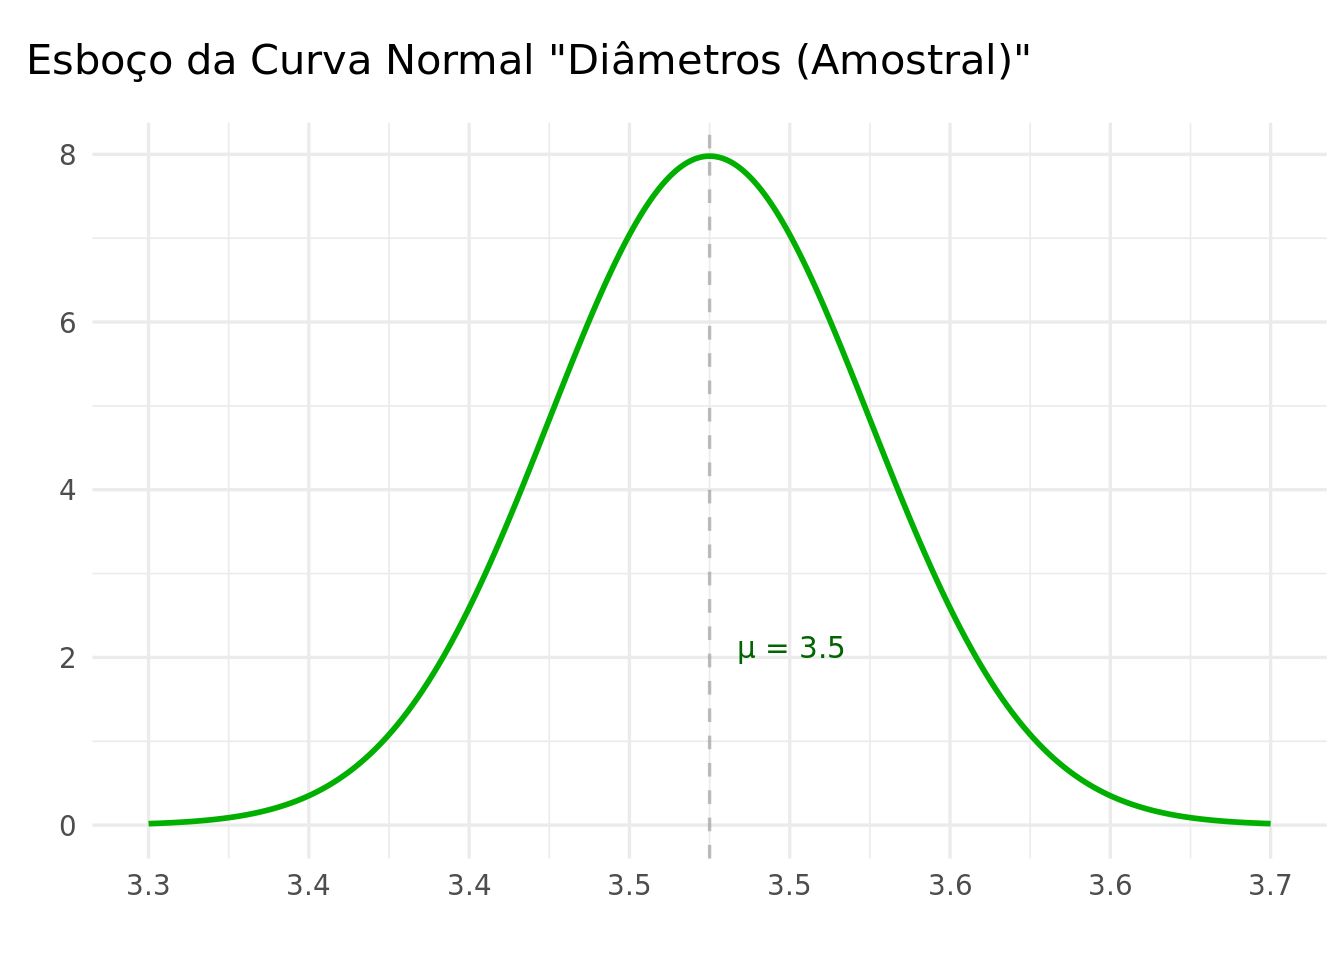 Esboço da Curva Normal "Diâmetros (Amostral)"
8
6
4
μ = 3.5
2
0
3.3 3.4 3.4 3.5 3.5 3.6 3.6 3.7